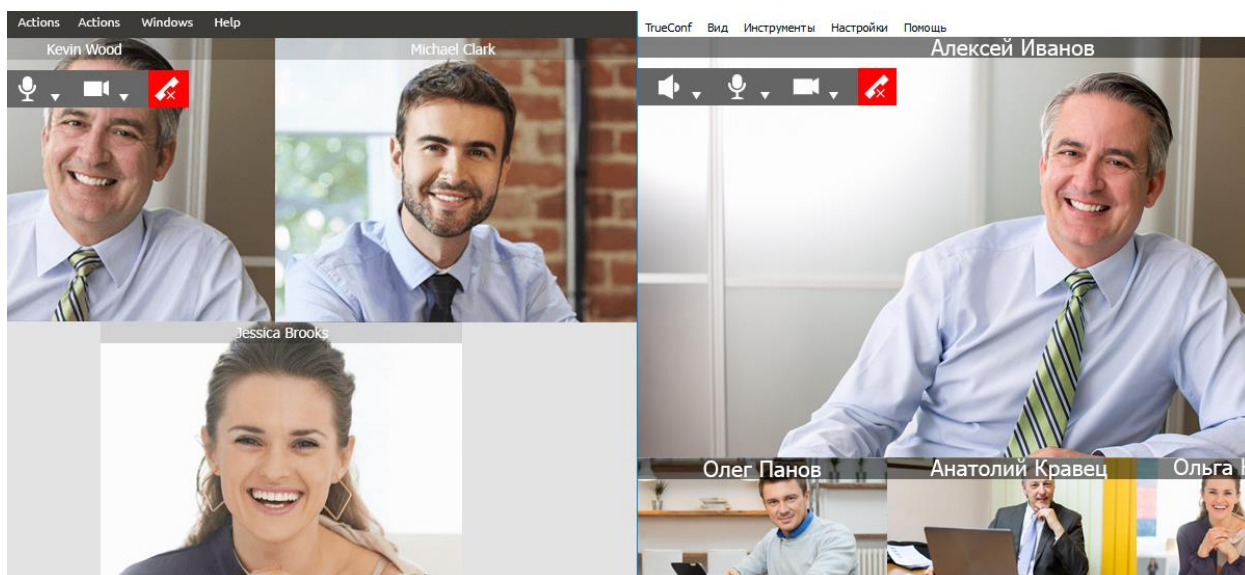 Actions Actions Windows Help
Kevin Wood
Michael Clark
Jessica Brooks
TrueConf Вид Инструменты Настройки Помощь
Алексей Иванов
Олег Панов
Анатолий Кравец
Ольга